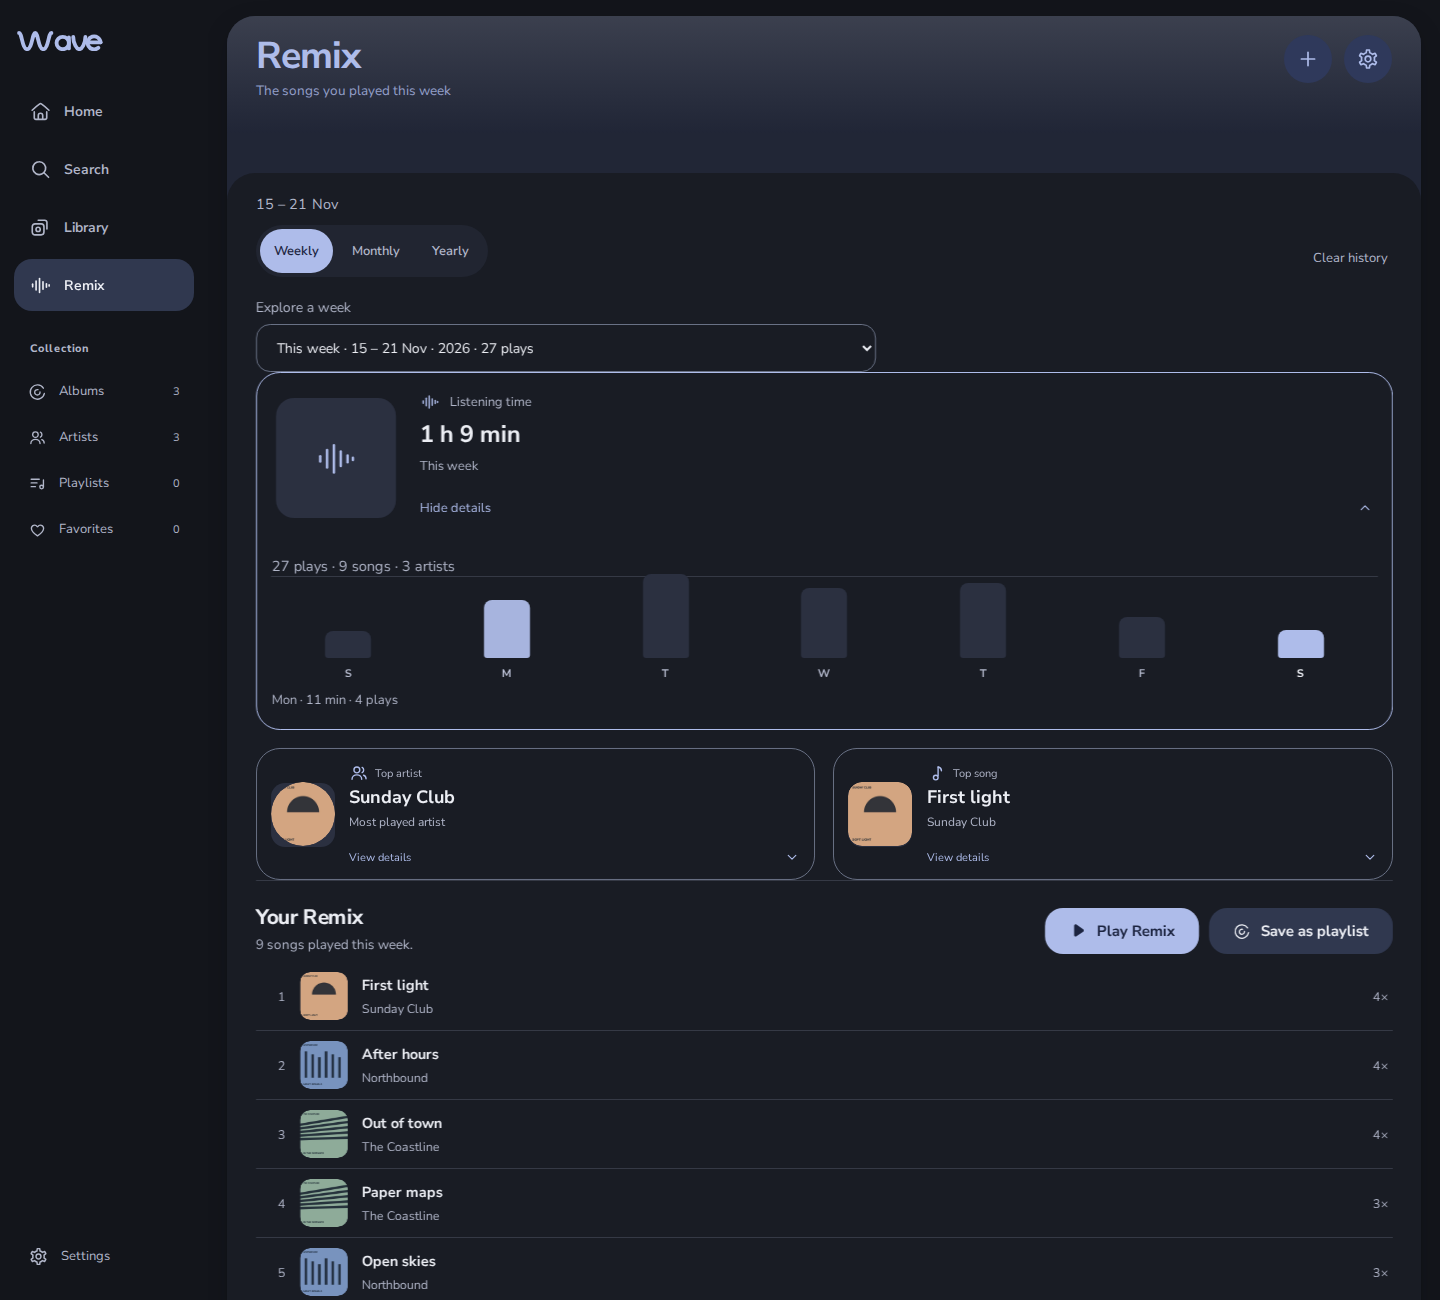 Wave
Home
Search
Library
Remix
Collection
Albums 3
Artists 3
Playlists 0
Favorites 0
Settings
Remix
The songs you played this week
15 – 21 Nov
Weekly Monthly Yearly
Clear history
Explore a week
This week · 15 – 21 Nov · 2026 · 27 plays
Listening time
1 h 9 min
This week
Hide details
27 plays · 9 songs · 3 artists
S M T W T F S
Mon · 11 min · 4 plays
Top artist
Sunday Club
Most played artist
View details
Top song
First light
Sunday Club
View details
Your Remix
9 songs played this week.
Play Remix
Save as playlist
1 First light 4×
Sunday Club
2 After hours 4×
Northbound
3 Out of town 4×
The Coastline
4 Paper maps 3×
The Coastline
5 Open skies 3×
Northbound